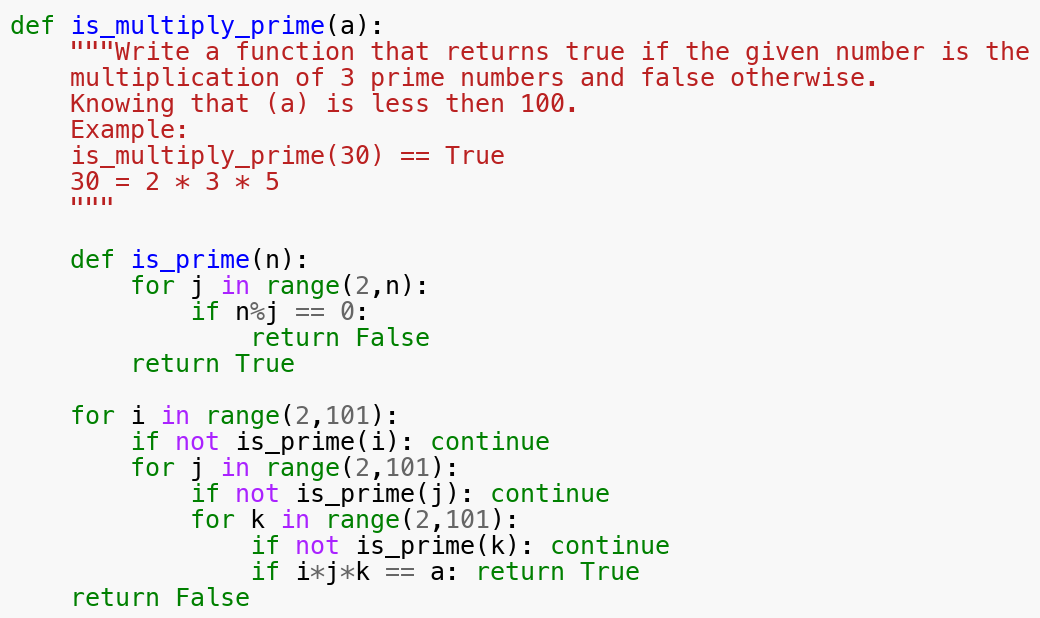 def is_multiply_prime(a):
    """Write a function that returns true if the given number is the
    multiplication of 3 prime numbers and false otherwise.
    Knowing that (a) is less then 100.
    Example:
    is_multiply_prime(30) == True
    30 = 2 * 3 * 5
    """

    def is_prime(n):
        for j in range(2,n):
            if n%j == 0:
                return False
        return True

    for i in range(2,101):
        if not is_prime(i): continue
        for j in range(2,101):
            if not is_prime(j): continue
            for k in range(2,101):
                if not is_prime(k): continue
                if i*j*k == a: return True
    return False